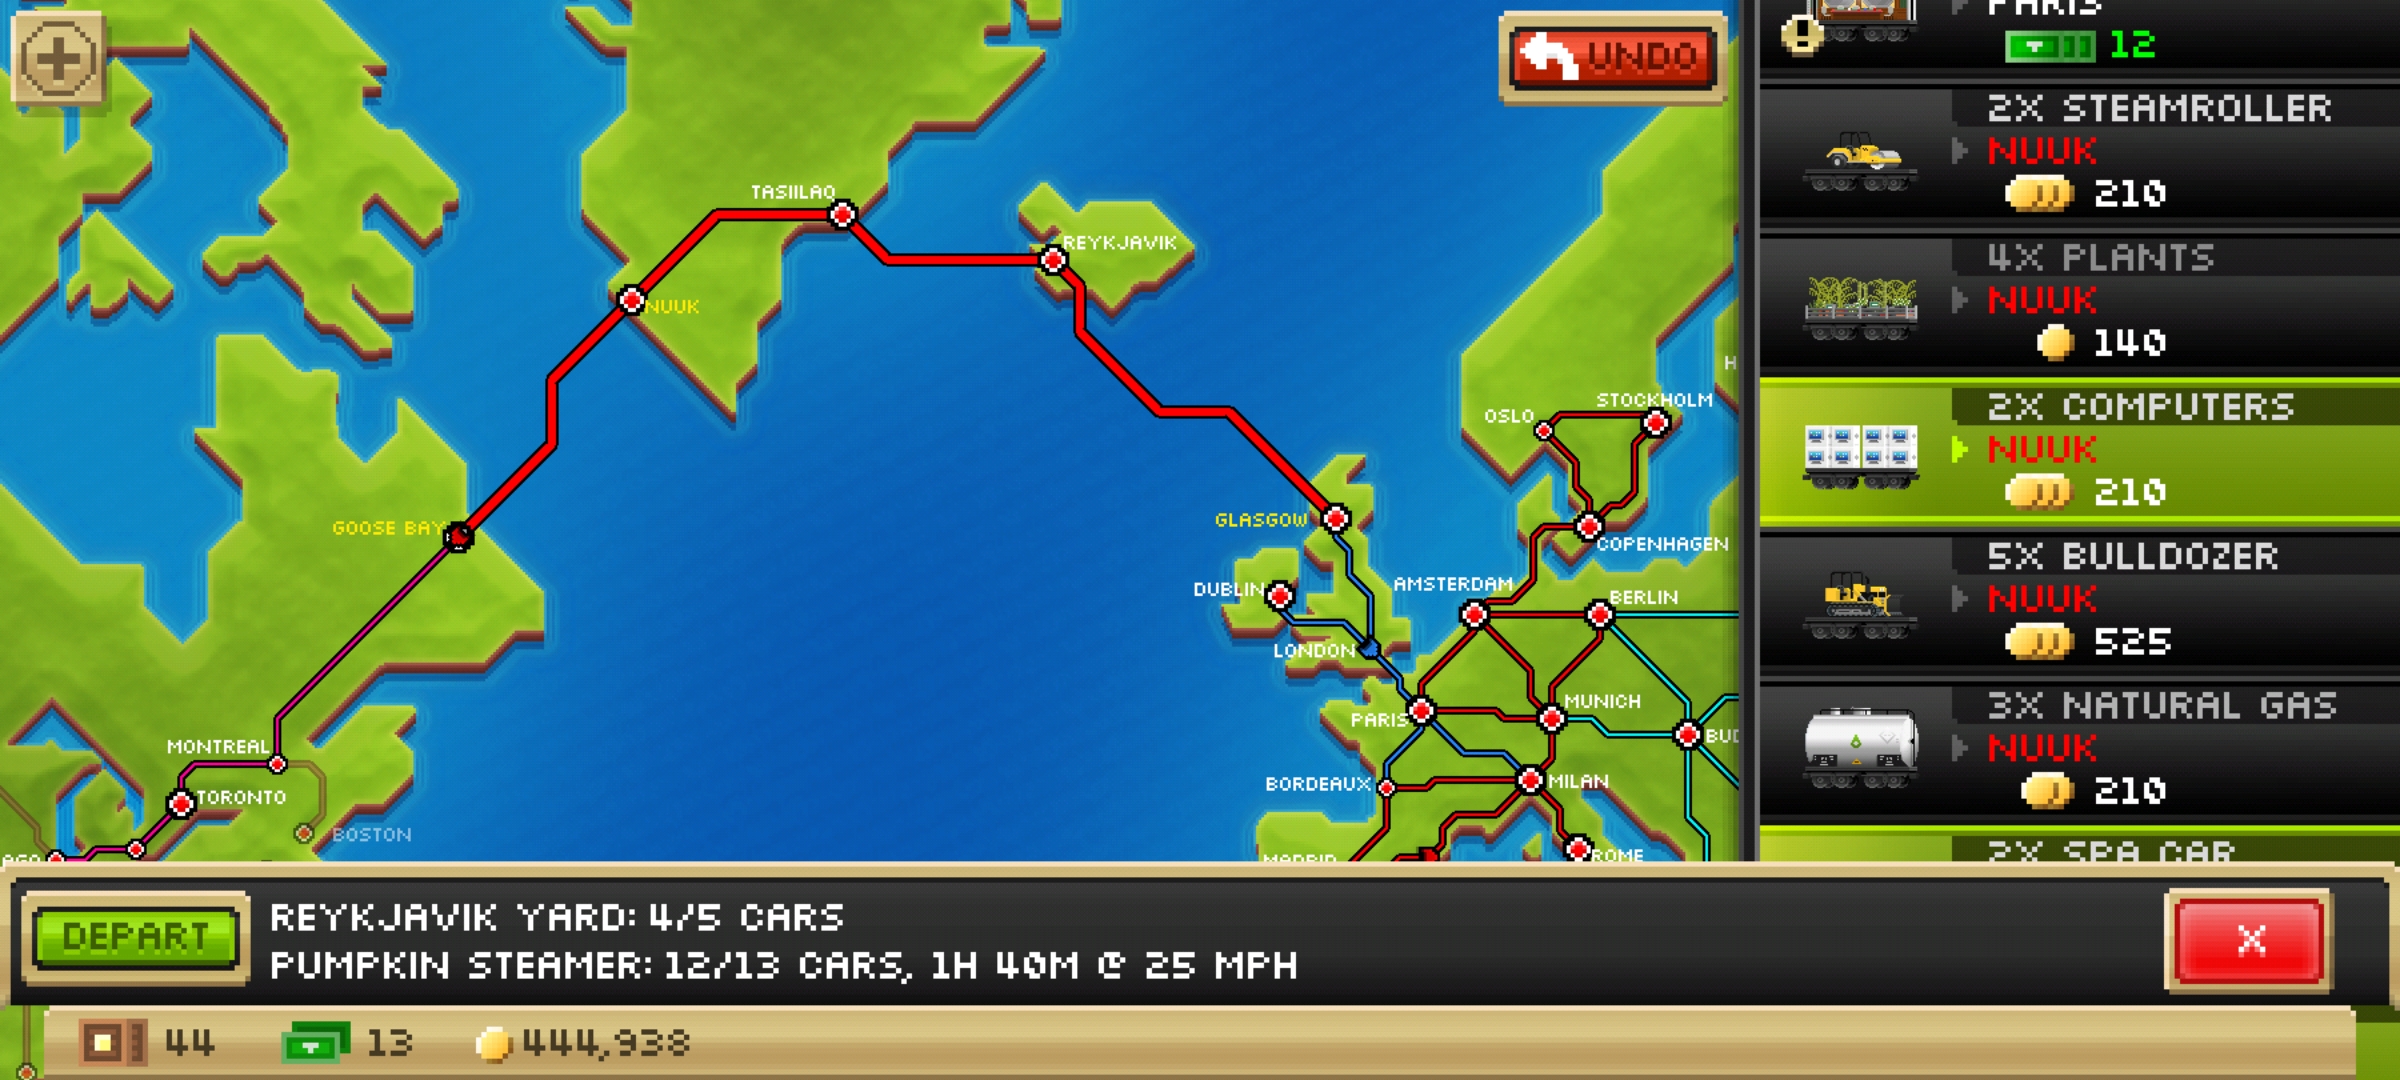 UNDO
TASIILAQ
REYKJAVIK
NUUK
STOCKHOLM
OSLO
GOOSE BAY
GLASGOW
COPENHAGEN
DUBLIN
AMSTERDAM
BERLIN
LONDON
MUNICH
PARIS
BUD
MONTREAL
BORDEAUX
MILAN
TORONTO
BOSTON
MADRID
ROME
H
PARIS
12
2X STEAMROLLER
NUUK
210
4X PLANTS
NUUK
140
2X COMPUTERS
NUUK
210
5X BULLDOZER
NUUK
525
3X NATURAL GAS
NUUK
210
2X SPA CAR
DEPART
REYKJAVIK YARD: 4/5 CARS
PUMPKIN STEAMER: 12/13 CARS, 1H 40M @ 25 MPH
X
44
13
444,938